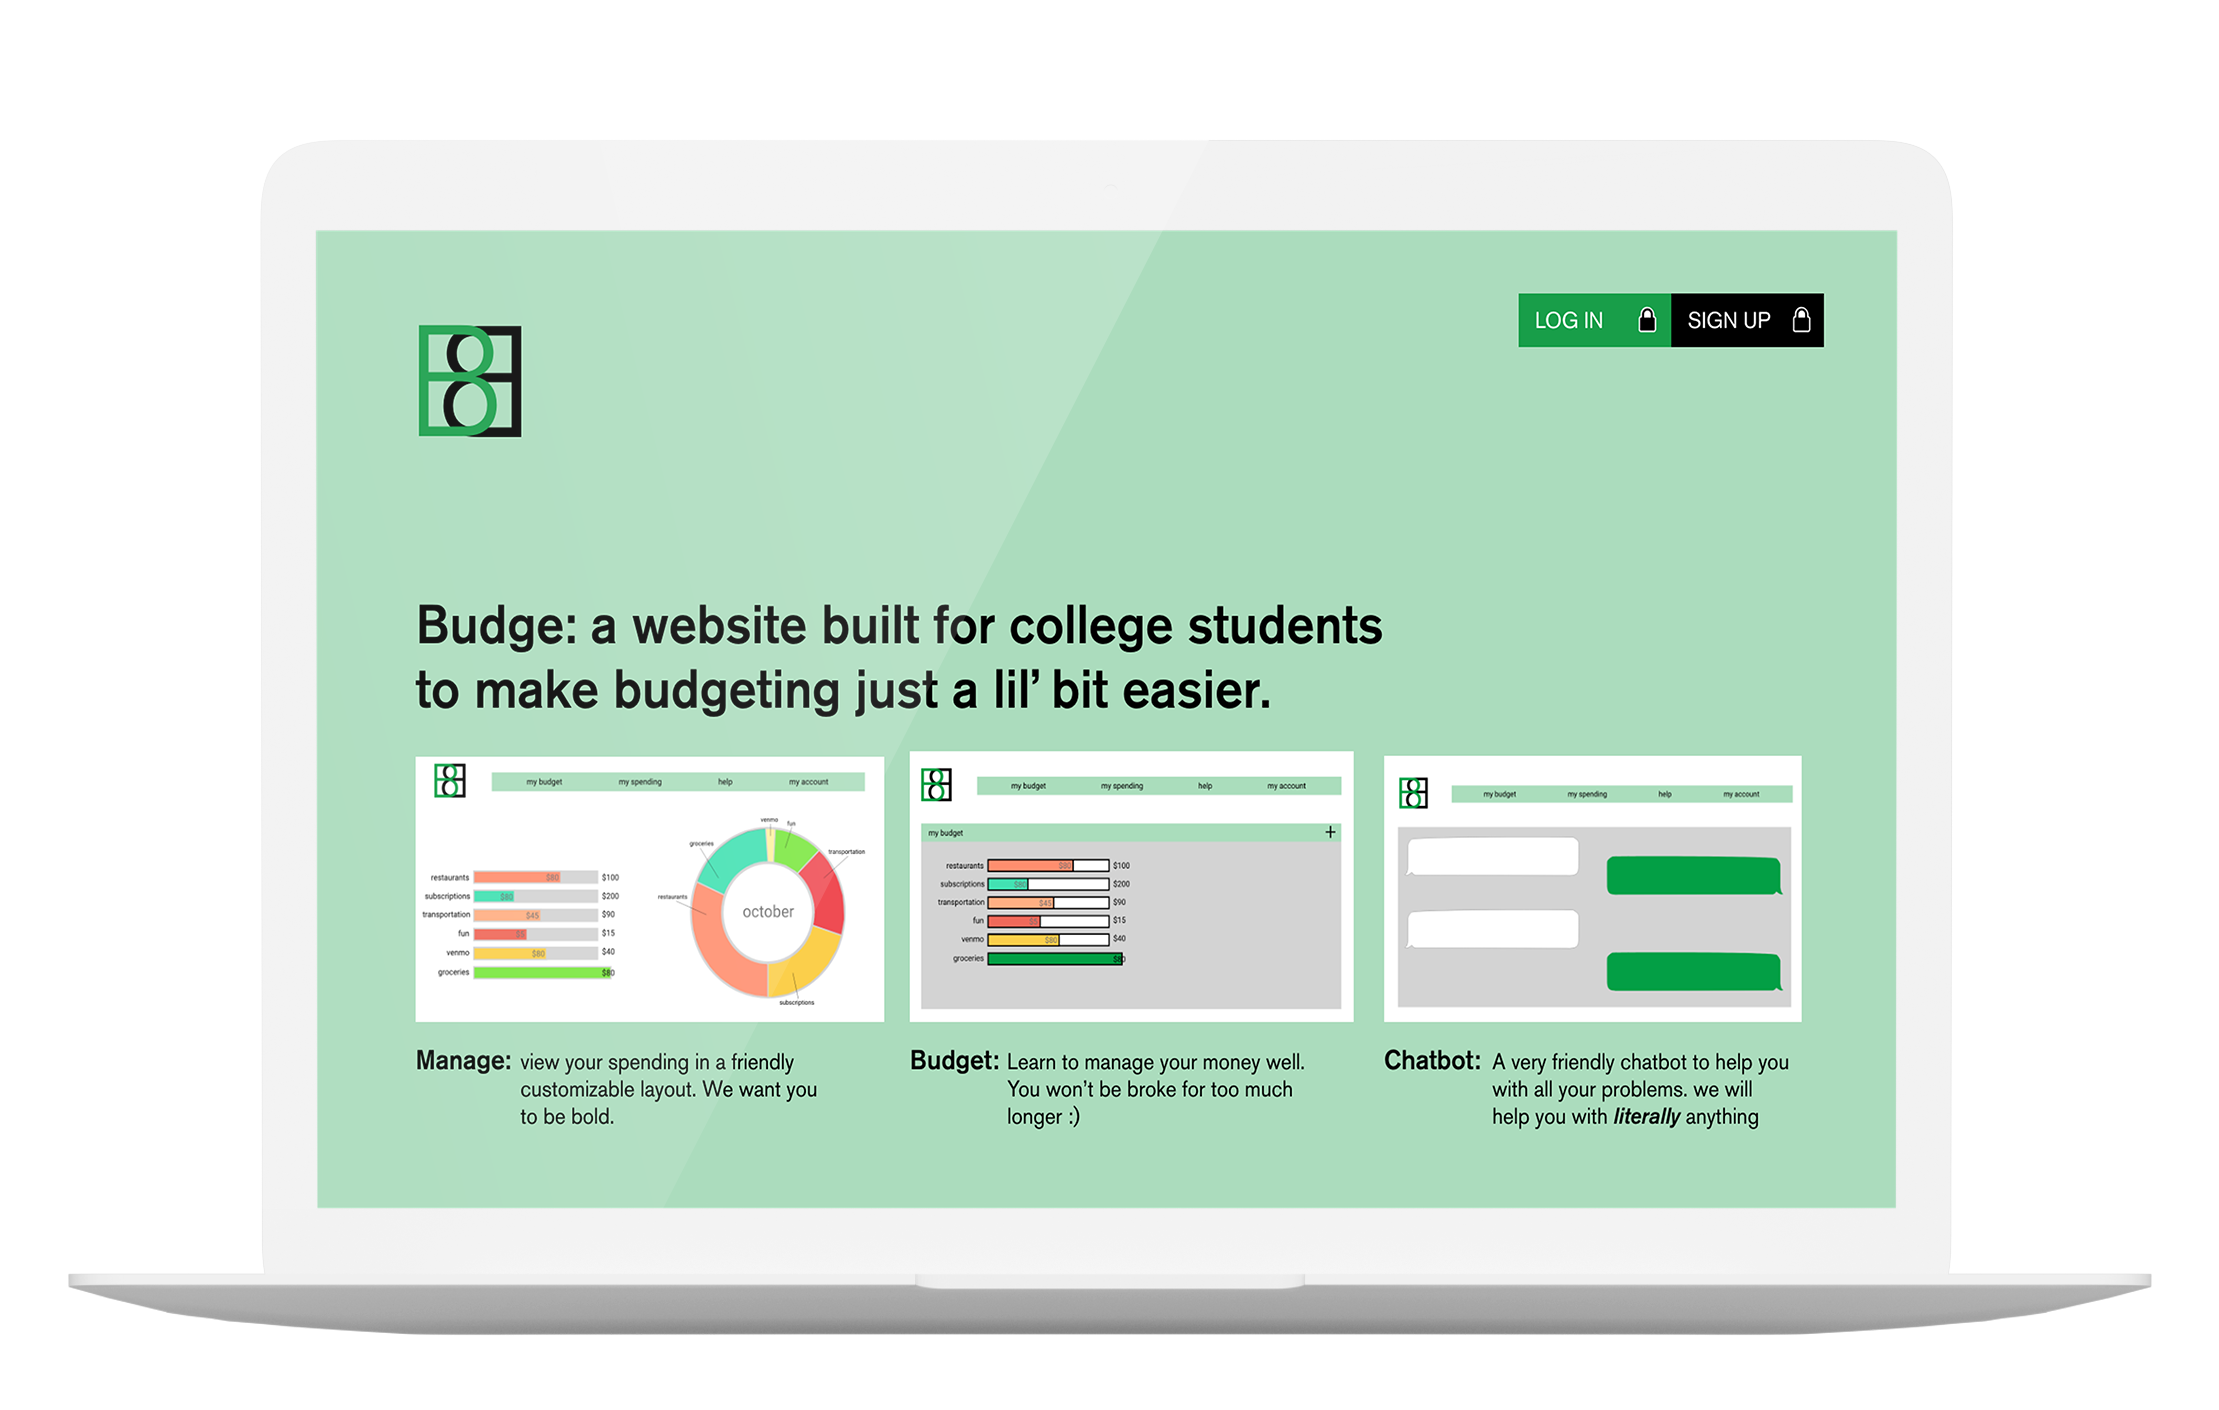 LOG IN
SIGN UP
Budge: a website built for college students
to make budgeting just a lil’ bit easier.
my budget my spending help my account
restaurants $80 $100
subscriptions $80 $200
transportation $45 $90
fun $5 $15
venmo $80 $40
groceries $80
venmo
fun
groceries
transportation
restaurants
october
subscriptions
Manage: view your spending in a friendly
customizable layout. We want you
to be bold.
my budget my spending help my account
my budget +
restaurants $80 $100
subscriptions $80 $200
transportation $45 $90
fun $5 $15
venmo $80 $40
groceries $80
Budget: Learn to manage your money well.
You won’t be broke for too much
longer :)
my budget my spending help my account
Chatbot: A very friendly chatbot to help you
with all your problems. we will
help you with literally anything